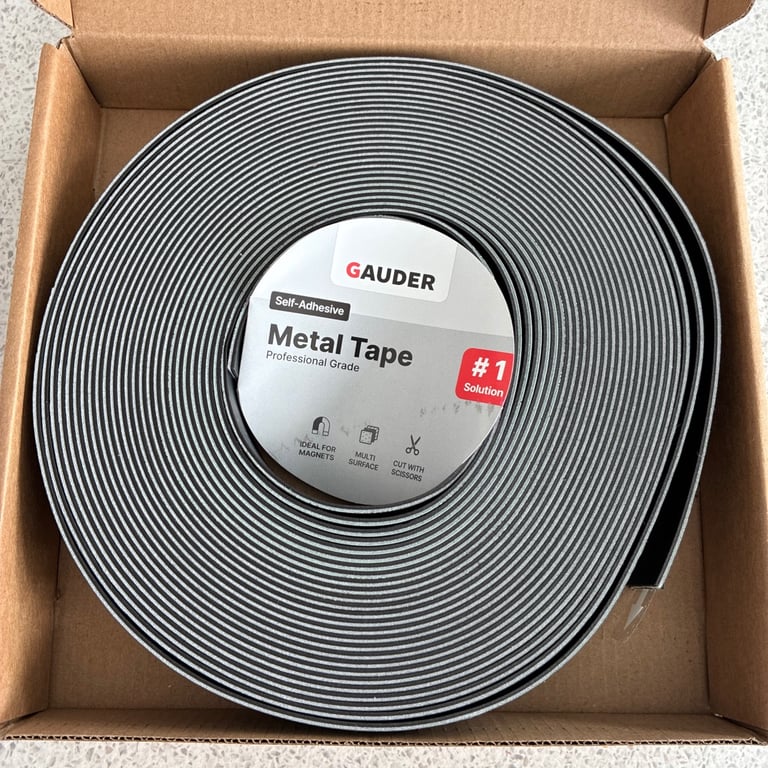 GAUDER
Self-Adhesive
Metal Tape
Professional Grade
#1
Solution
IDEAL FOR
MAGNETS
MULTI
SURFACE
CUT WITH
SCISSORS